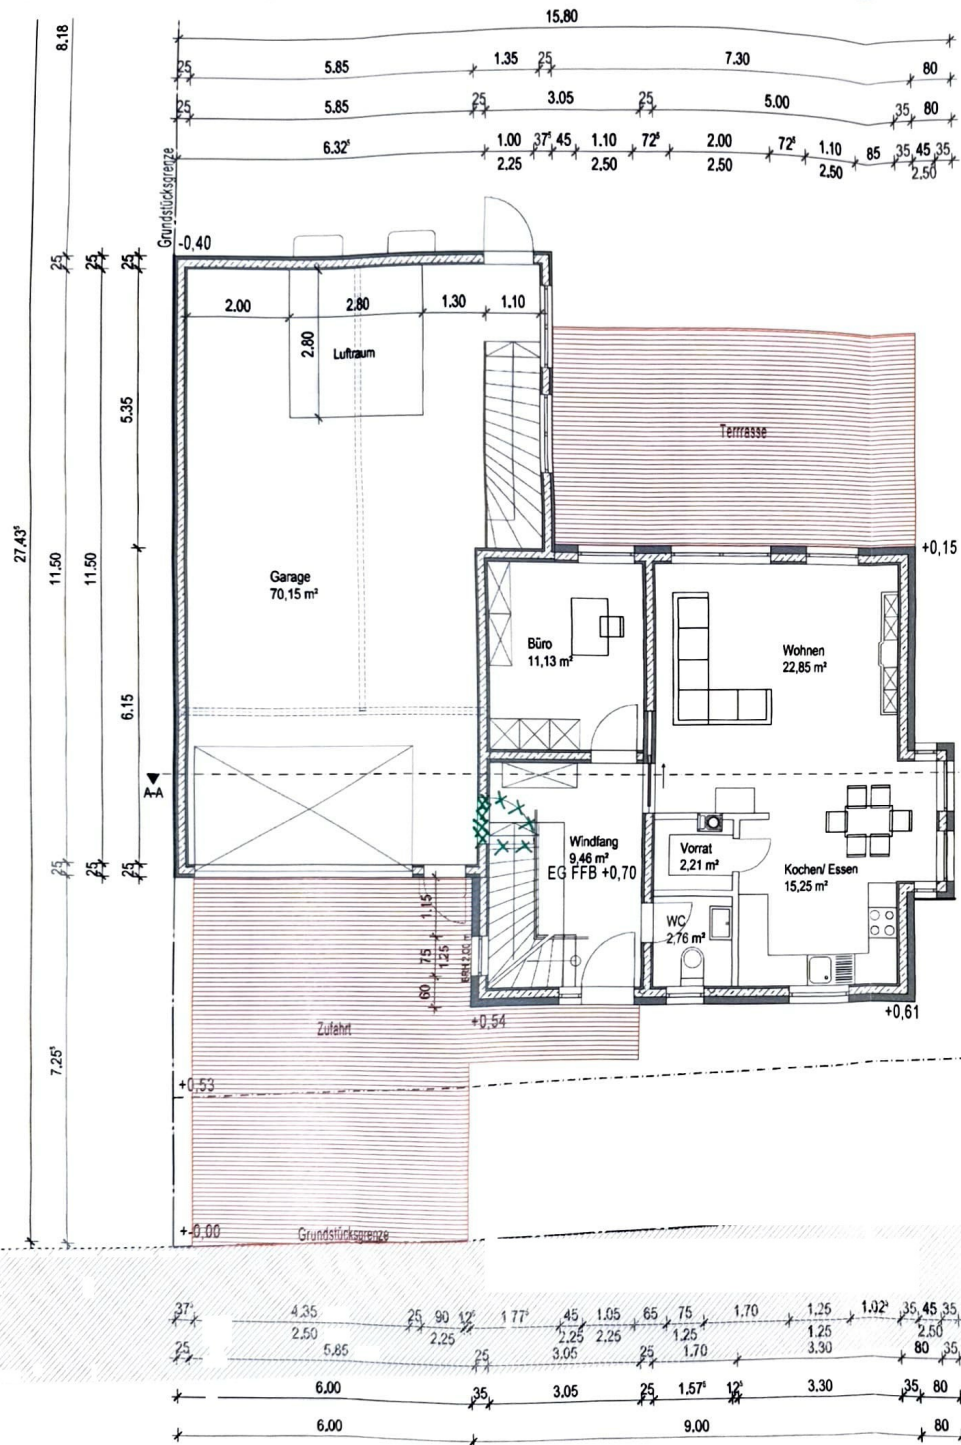 15.80
8.18
25 5.85 1.35 25 7.30 80
25 5.85 25 3.05 25 5.00 35 80
6.32⁵ 1.00 37⁵ 45 1.10 72⁵ 2.00 72⁵ 1.10 85 35 45 35
2.25 2.50 2.50 2.50 2.50
Grundstücksgrenze
-0,40
25 25 25
2.00 2.80 1.30 1.10
2.80
Luftraum
5.35
Terrrasse
27.43⁵
11.50
11.50
+0,15
Garage
70,15 m²
Büro
11,13 m²
Wohnen
22,85 m²
6.15
A-A
Windfang
9,46 m²
EG FFB +0,70
Vorrat
2,21 m²
Kochen/ Essen
15,25 m²
25 25 25
1.15
WC
2,76 m²
75
1.25
BRH 2,00 m
60
+0,54
+0,61
Zufahrt
7.25⁵
+0,53
+-0,00
Grundstücksgrenze
37⁵ 4.35 25 90 12⁵ 1.77⁵ 45 1.05 65 75 1.70 1.25 1.02⁵ 35 45 35
2.50 2.25 2.25 2.25 1.25 1.25 2.50
25 5.85 25 3.05 25 1.70 3.30 80 35
6.00 35 3.05 25 1.57⁵ 12⁵ 3.30 35 80
6.00 9.00 80